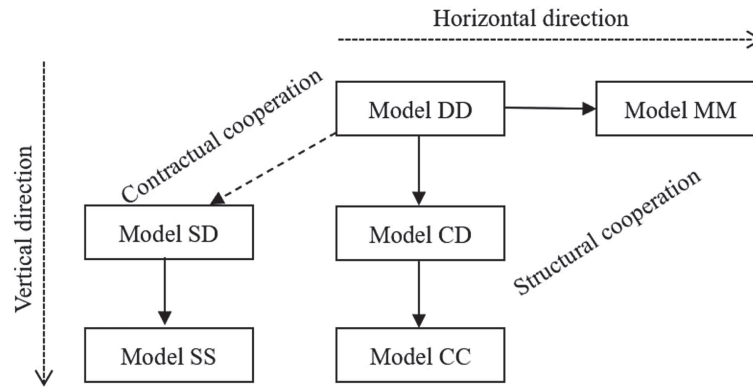 Horizontal direction
Vertical direction
Contractual cooperation
Model DD
Model MM
Model SD
Model CD
Structural cooperation
Model SS
Model CC